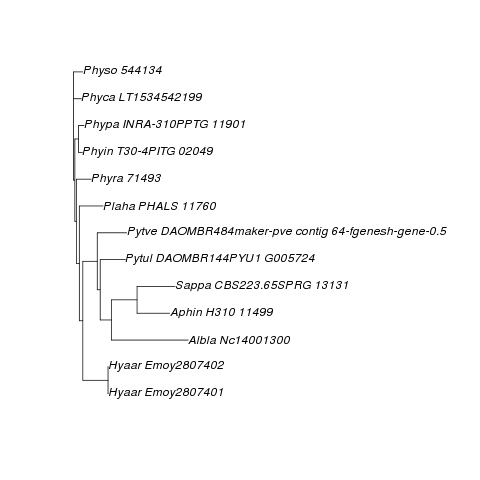 Physo 544134
Phyca LT1534542199
Phypa INRA-310PPTG 11901
Phyin T30-4PITG 02049
Phyra 71493
Plaha PHALS 11760
Pytve DAOMBR484maker-pve contig 64-fgenesh-gene-0.5
Pytul DAOMBR144PYU1 G005724
Sappa CBS223.65SPRG 13131
Aphin H310 11499
Albla Nc14001300
Hyaar Emoy2807402
Hyaar Emoy2807401